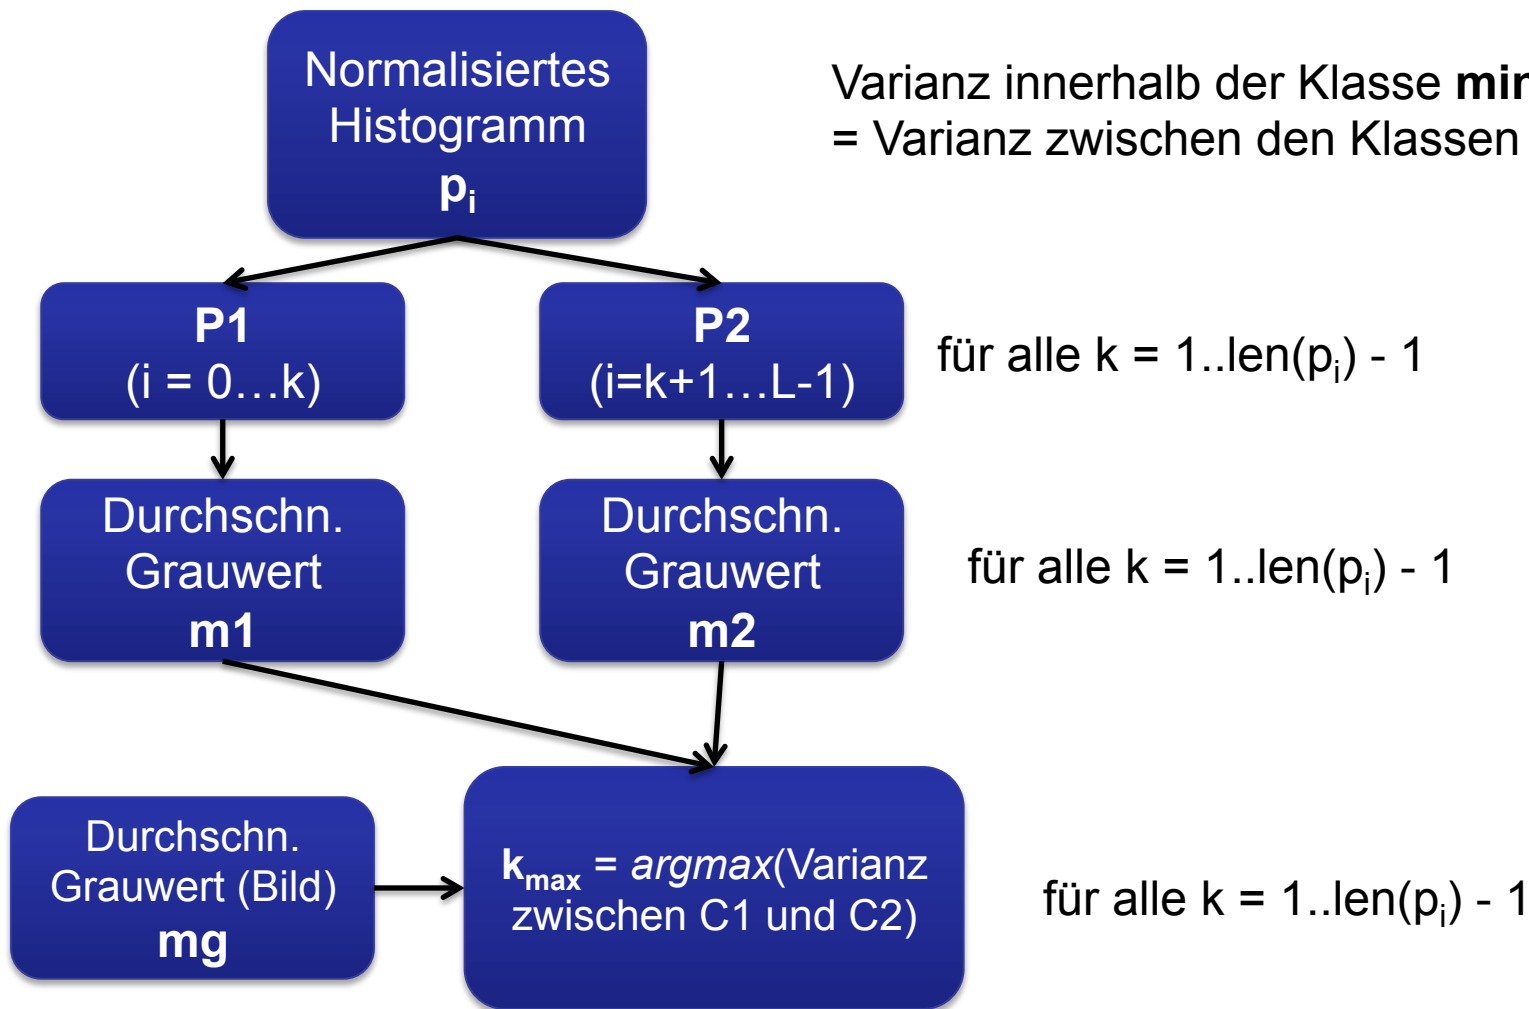 Normalisiertes
Histogramm
pᵢ
Varianz innerhalb der Klasse
= Varianz zwischen den Klassen
P1
(i = 0…k)
P2
(i=k+1…L-1)
für alle k = 1..len(pᵢ) - 1
Durchschn.
Grauwert
m1
Durchschn.
Grauwert
m2
für alle k = 1..len(pᵢ) - 1
Durchschn.
Grauwert (Bild)
mg
kmax = argmax(Varianz
zwischen C1 und C2)
für alle k = 1..len(pᵢ) - 1